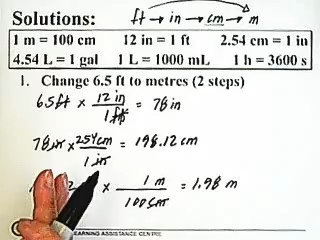 Solutions: ft → in → cm → m
1 m = 100 cm 12 in = 1 ft 2.54 cm = 1 in
4.54 L = 1 gal 1 L = 1000 mL 1 h = 3600 s
1. Change 6.5 ft to metres (2 steps)
6.5 ft × 12 in / 1 ft = 78 in
78 in × 2.54 cm / 1 in = 198.12 cm
2 × 1 m / 100 cm = 1.98 m
EARNING ASSISTANCE CENTRE